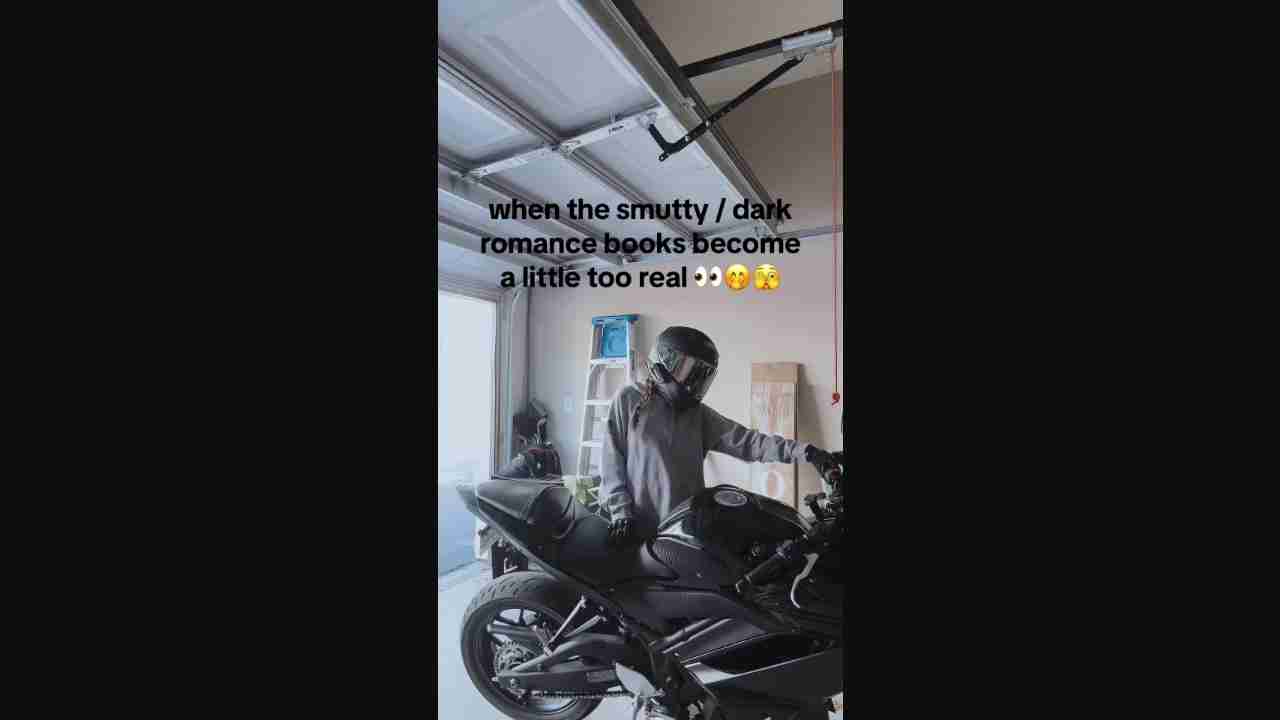 when the smutty / dark
romance books become
a little too real 👀🤭🫣